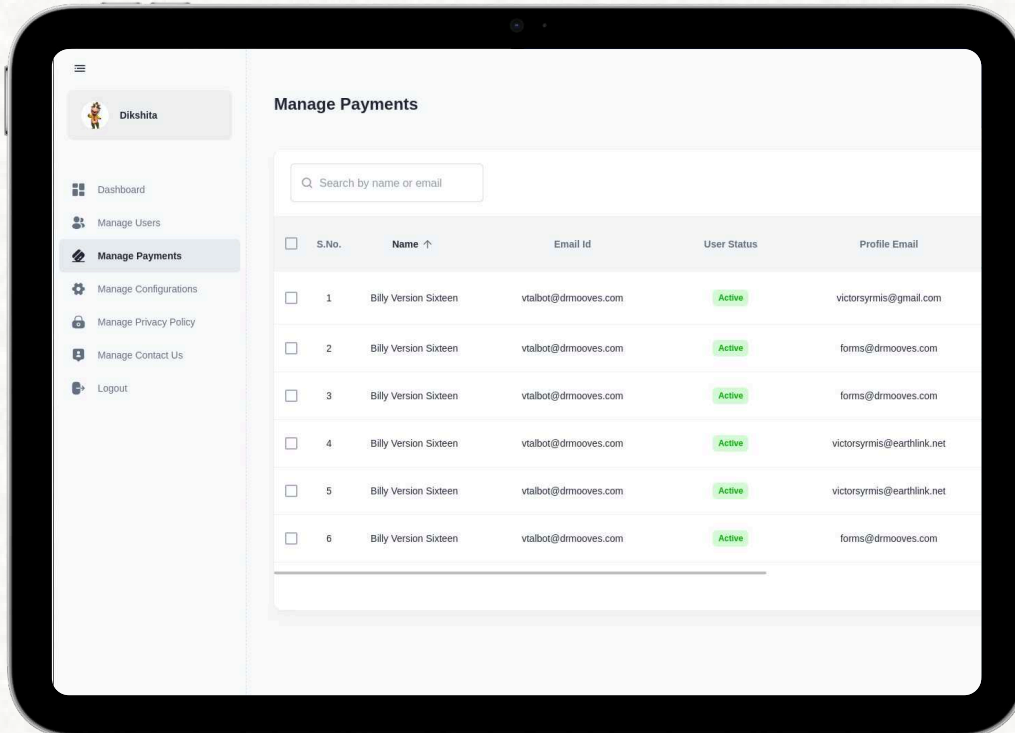 Dikshita
Dashboard
Manage Users
Manage Payments
Manage Configurations
Manage Privacy Policy
Manage Contact Us
Logout
Manage Payments
Search by name or email
S.No. Name Email Id User Status Profile Email
1 Billy Version Sixteen vtalbot@drmooves.com Active victorsyrmis@gmail.com
2 Billy Version Sixteen vtalbot@drmooves.com Active forms@drmooves.com
3 Billy Version Sixteen vtalbot@drmooves.com Active forms@drmooves.com
4 Billy Version Sixteen vtalbot@drmooves.com Active victorsyrmis@earthlink.net
5 Billy Version Sixteen vtalbot@drmooves.com Active victorsyrmis@earthlink.net
6 Billy Version Sixteen vtalbot@drmooves.com Active forms@drmooves.com